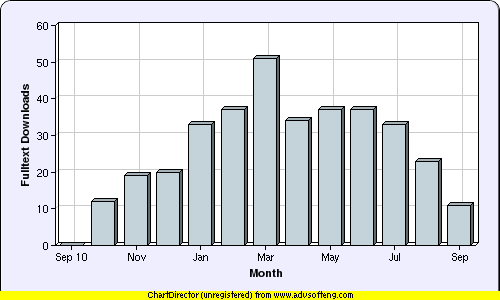 60
50
40
30
20
10
0
Fulltext Downloads
Sep 10 Nov Jan Mar May Jul Sep
Month
ChartDirector (unregistered) from www.advsofteng.com